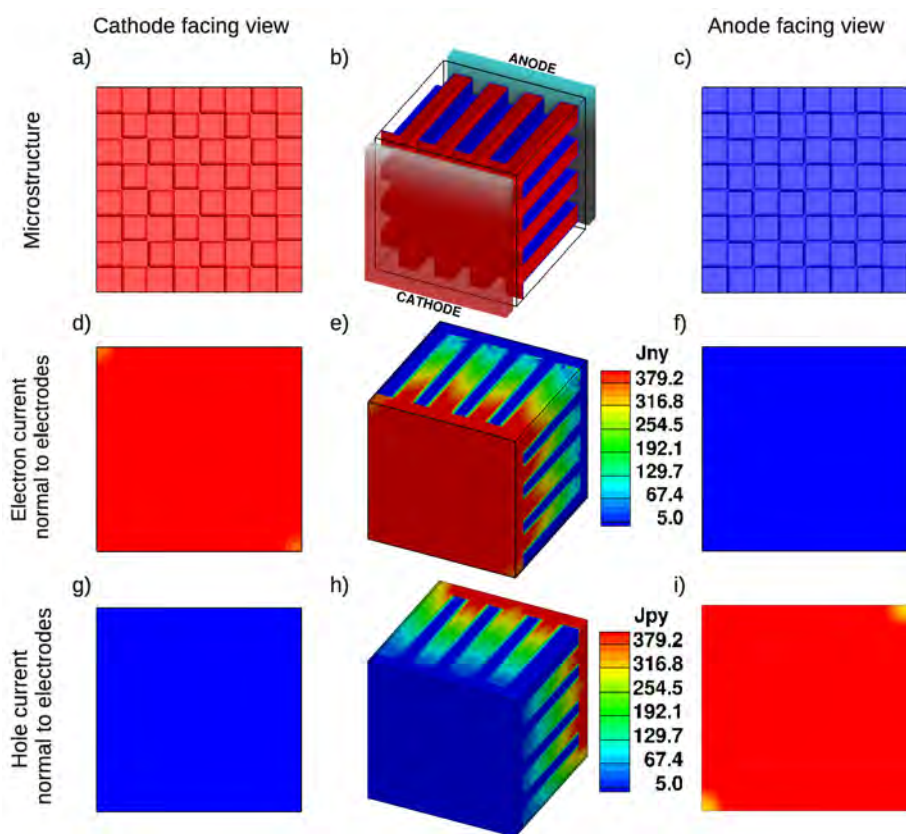 Cathode facing view
Anode facing view
a)
b)
c)
Microstructure
ANODE
CATHODE
d)
e)
f)
Electron current
normal to electrodes
Jny
379.2
316.8
254.5
192.1
129.7
67.4
5.0
g)
h)
i)
Hole current
normal to electrodes
Jpy
379.2
316.8
254.5
192.1
129.7
67.4
5.0